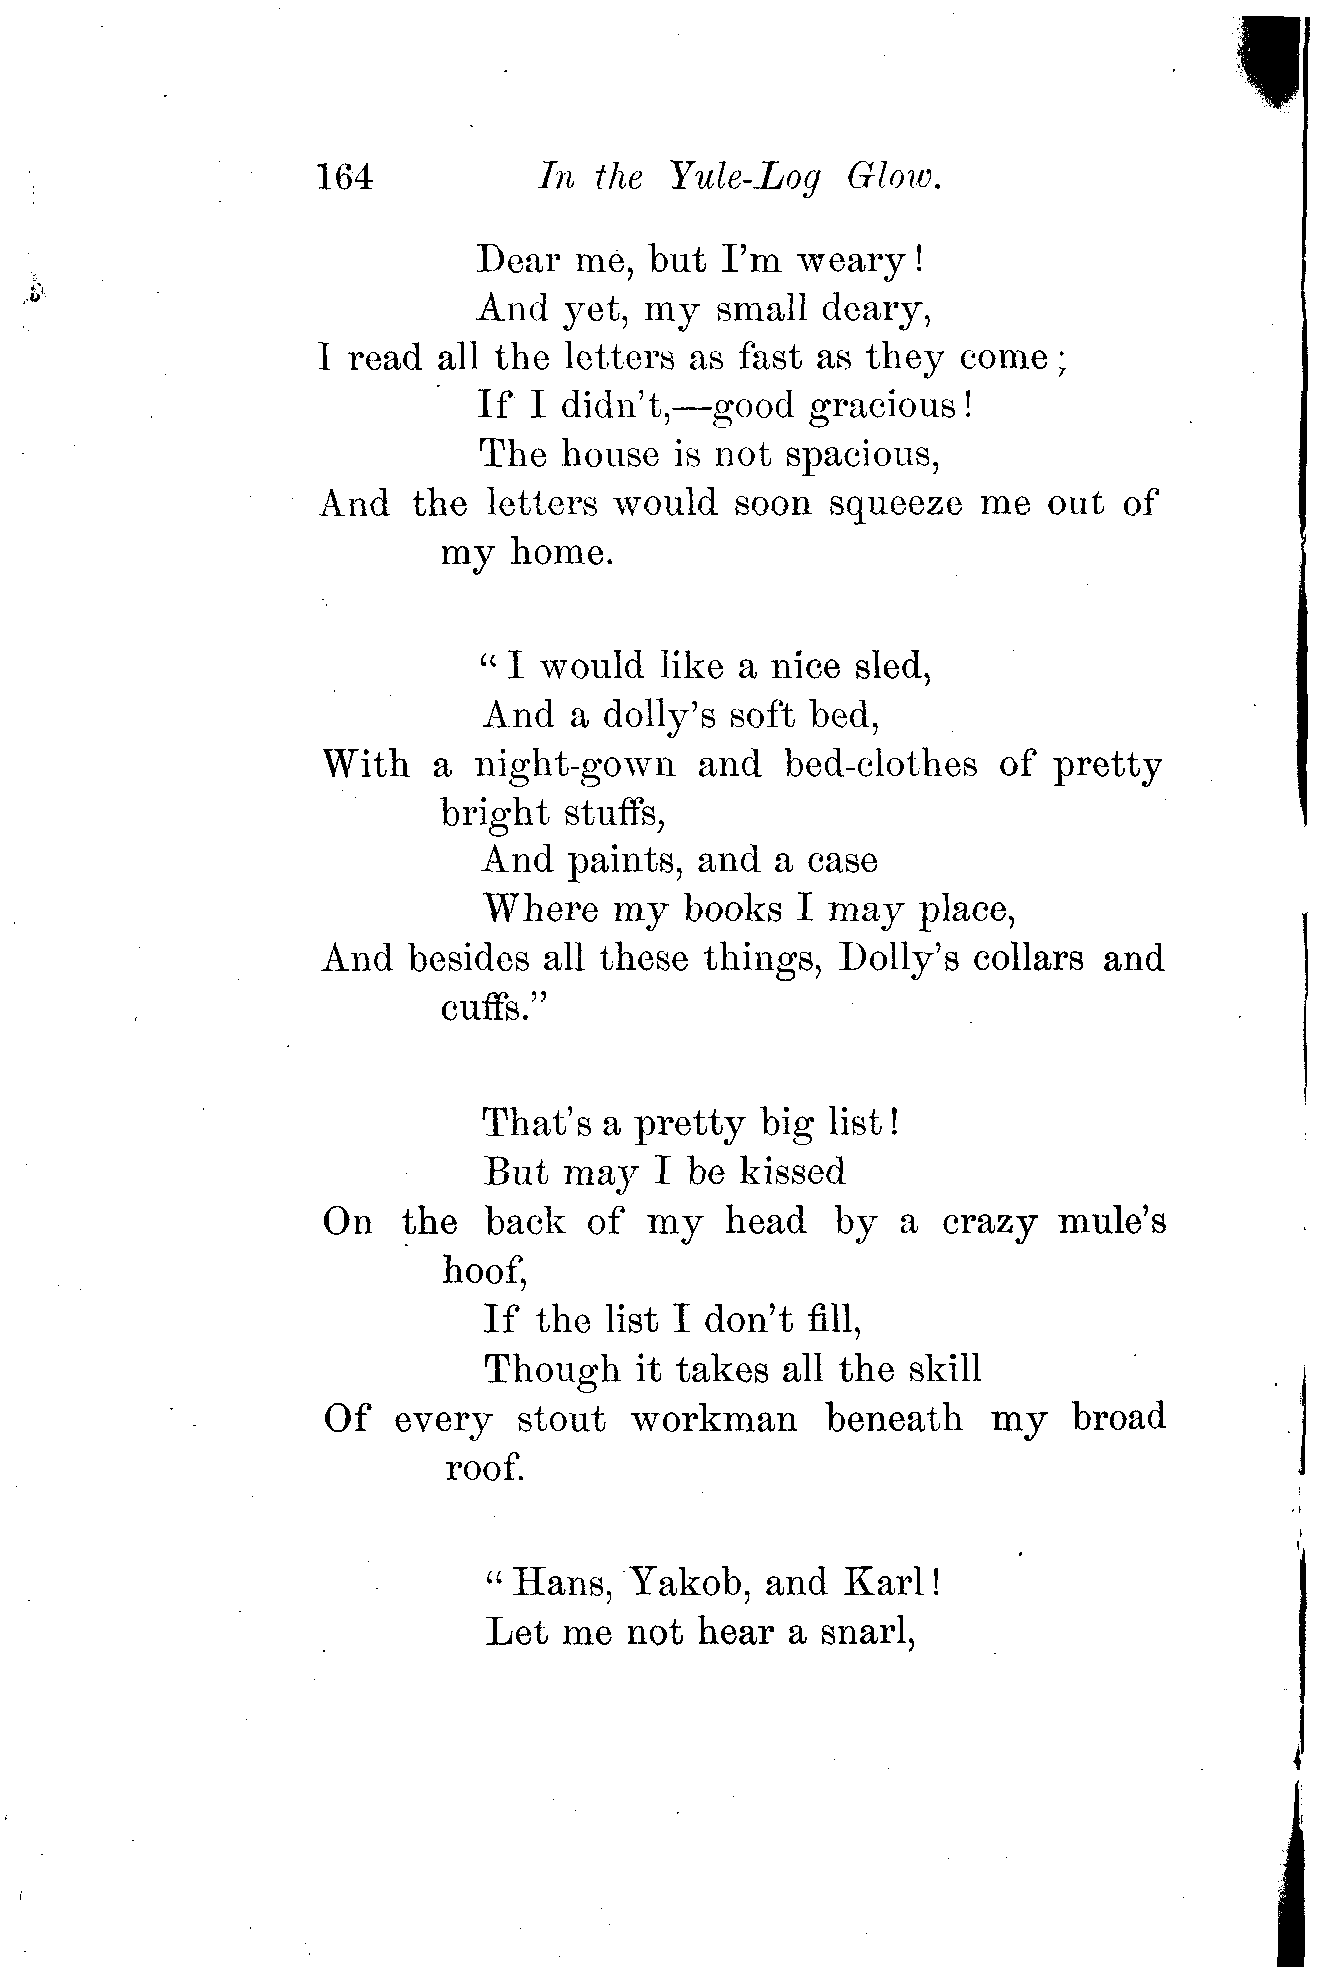 164 In the Yule-Log Glow.
Dear me, but I'm weary!
And yet, my small deary,
I read all the letters as fast as they come;
If I didn't,—good gracious!
The house is not spacious,
And the letters would soon squeeze me out of
my home.
“I would like a nice sled,
And a dolly's soft bed,
With a night-gown and bed-clothes of pretty
bright stuffs,
And paints, and a case
Where my books I may place,
And besides all these things, Dolly's collars and
cuffs.”
That's a pretty big list!
But may I be kissed
On the back of my head by a crazy mule's
hoof,
If the list I don't fill,
Though it takes all the skill
Of every stout workman beneath my broad
roof.
“Hans, Yakob, and Karl!
Let me not hear a snarl,